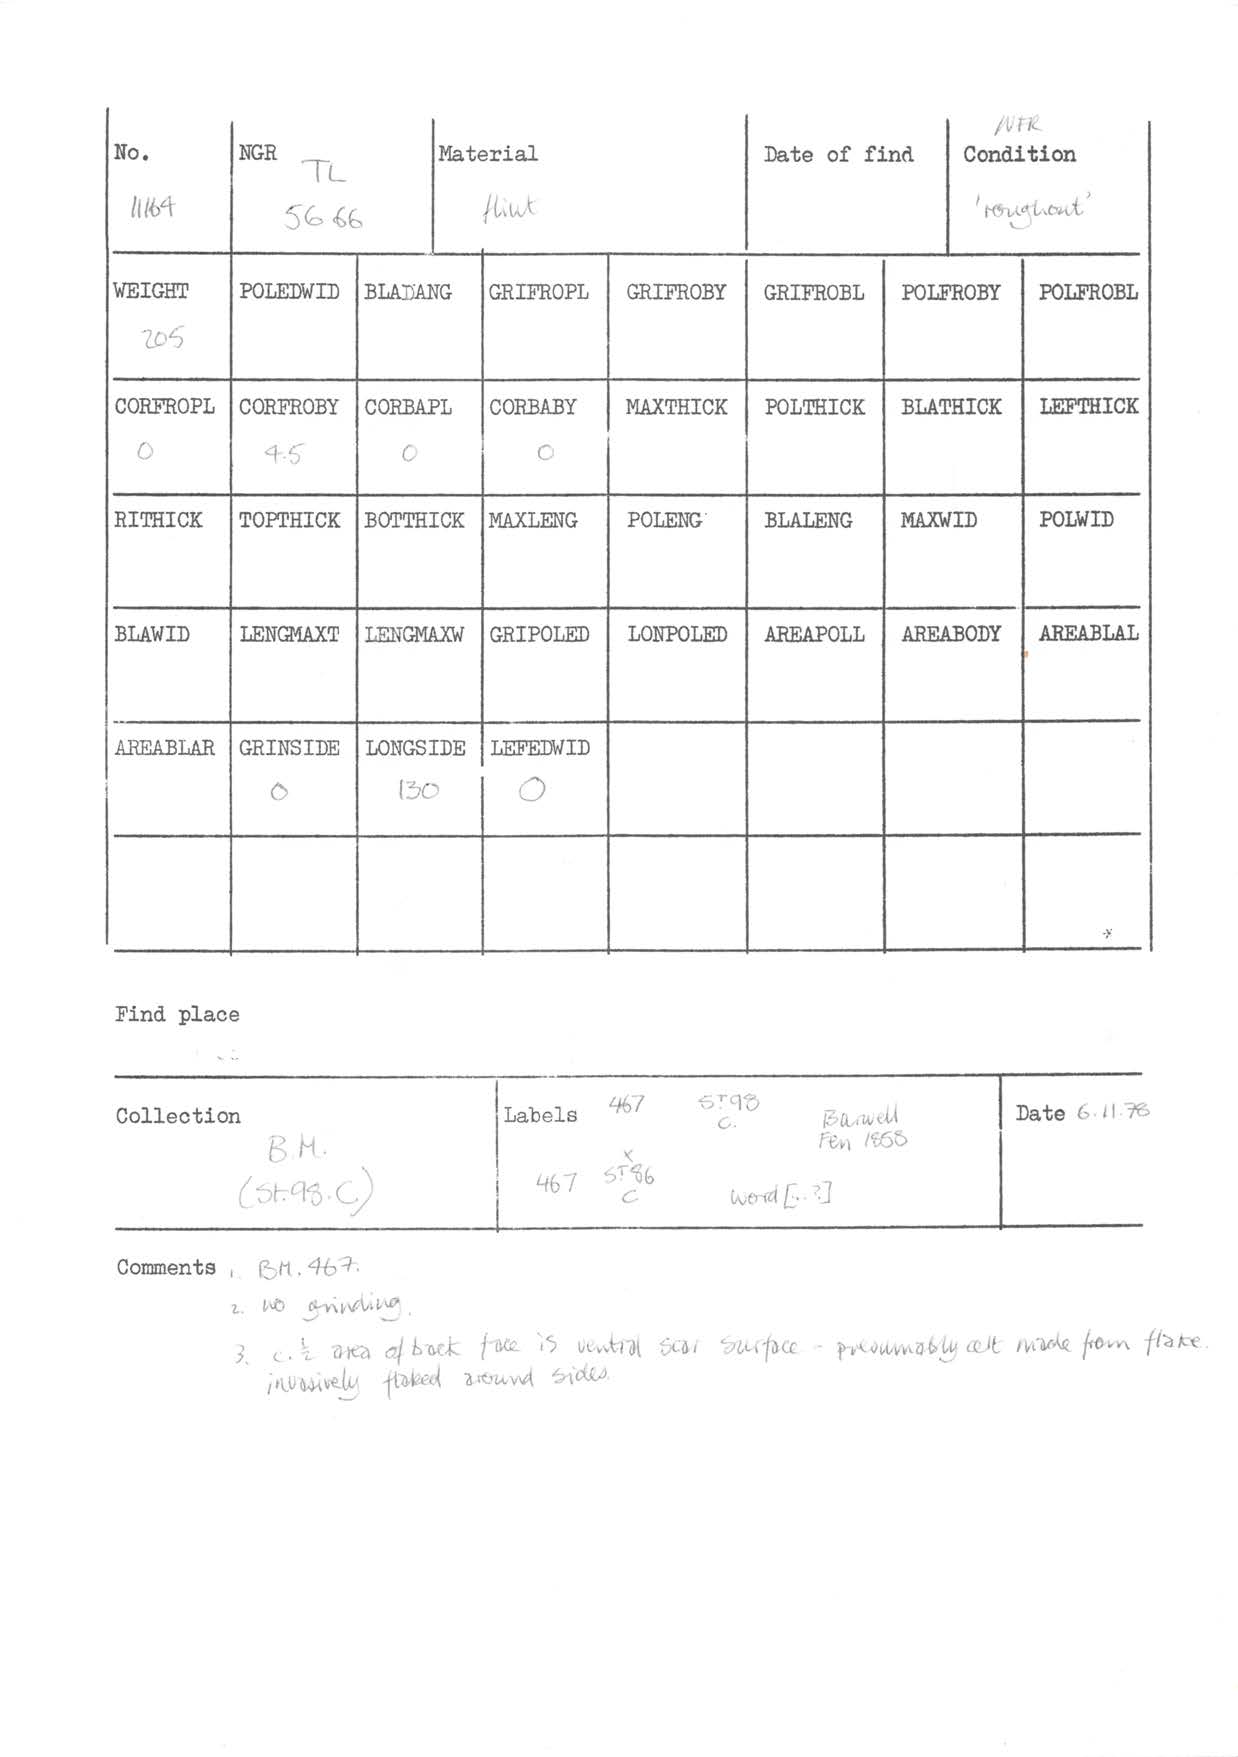 NFR
No. NGR Material Date of find Condition
TL
11164 56 66 flint 'roughout'
WEIGHT POLEDWID BLADANG GRIFROPL GRIFROBY GRIFROBL POLFROBY POLFROBL
205
CORFROPL CORFROBY CORBAPL CORBABY MAXTHICK POLTHICK BLATHICK LEFTHICK
0 4.5 0 0
RITHICK TOPTHICK BOTTHICK MAXLENG POLENG BLALENG MAXWID POLWID
BLAWID LENGMAXT LENGMAXW GRIPOLED LONPOLED AREAPOLL AREABODY AREABLAL
AREABLAR GRINSIDE LONGSIDE LEFEDWID
0 130 0
Find place
Collection Labels 467 ST98 C. Burwell Fen 1858 Date 6.11.78
B.M.
(St.98.C) 467 X ST86 C word[..?]
Comments 1. BM.467.
2. no grinding.
3. c.½ area of back face is ventral scar surface - presumably celt made from flake.
invasively flaked around sides.